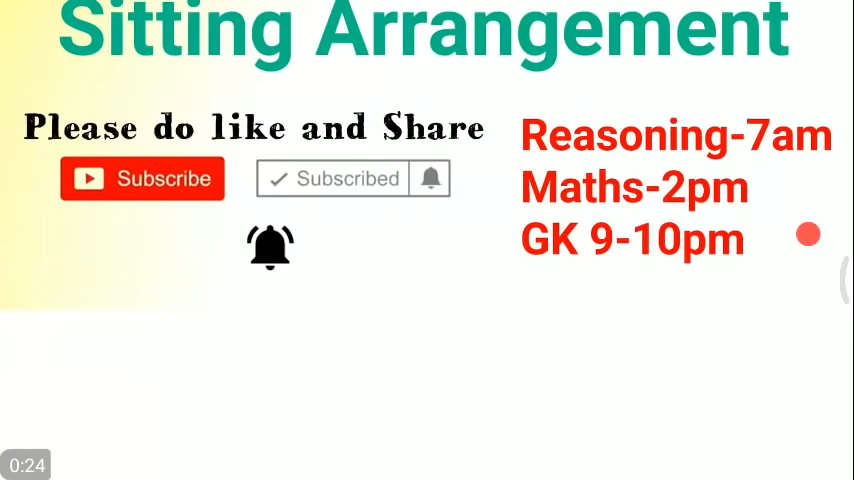 Sitting Arrangement
Please do like and Share
Subscribe
Subscribed
Reasoning-7am
Maths-2pm
GK 9-10pm
0:24